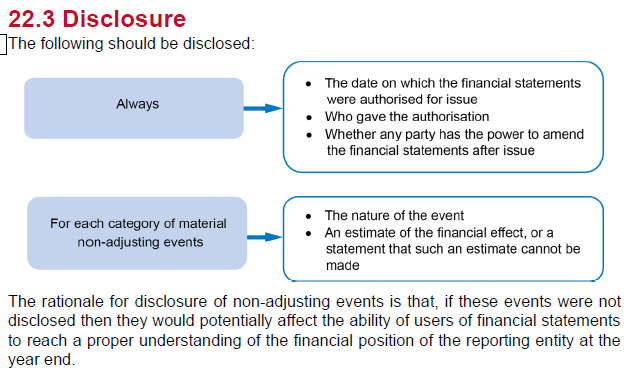 22.3 Disclosure
The following should be disclosed:
Always
• The date on which the financial statements
were authorised for issue
• Who gave the authorisation
• Whether any party has the power to amend
the financial statements after issue
For each category of material
non-adjusting events
• The nature of the event
• An estimate of the financial effect, or a
statement that such an estimate cannot be
made
The rationale for disclosure of non-adjusting events is that, if these events were not
disclosed then they would potentially affect the ability of users of financial statements
to reach a proper understanding of the financial position of the reporting entity at the
year end.